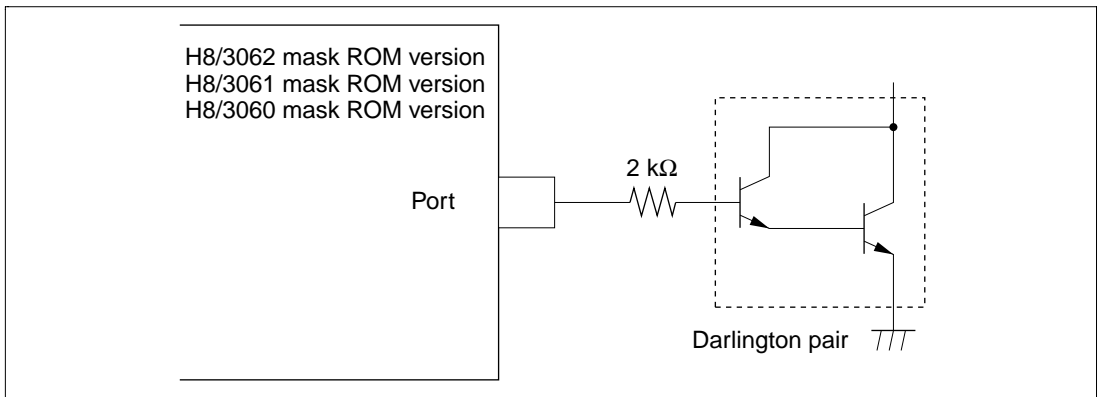 H8/3062 mask ROM version
H8/3061 mask ROM version
H8/3060 mask ROM version
2 kΩ
Port
Darlington pair